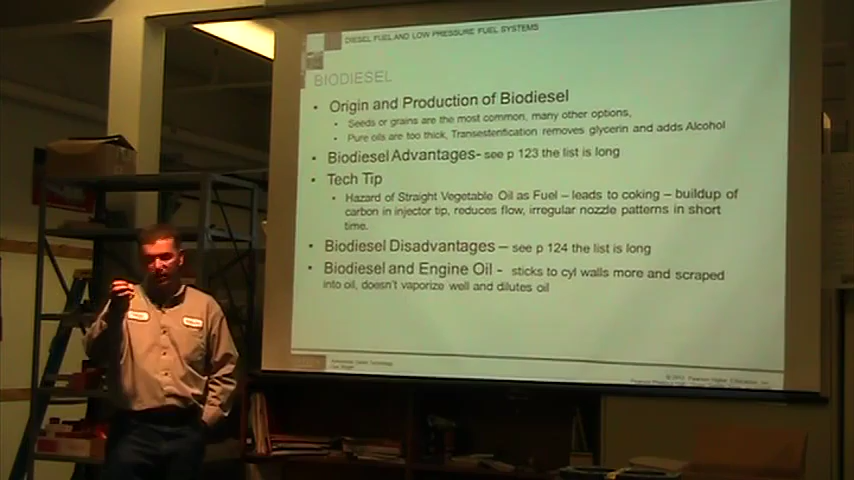 DIESEL FUEL AND LOW PRESSURE FUEL SYSTEMS
BIODIESEL
• Origin and Production of Biodiesel
• Seeds or grains are the most common, many other options,
• Pure oils are too thick, Transesterification removes glycerin and adds Alcohol
• Biodiesel Advantages- see p 123 the list is long
• Tech Tip
• Hazard of Straight Vegetable Oil as Fuel – leads to coking – buildup of
carbon in injector tip, reduces flow, irregular nozzle patterns in short
time.
• Biodiesel Disadvantages – see p 124 the list is long
• Biodiesel and Engine Oil - sticks to cyl walls more and scraped
into oil, doesn't vaporize well and dilutes oil